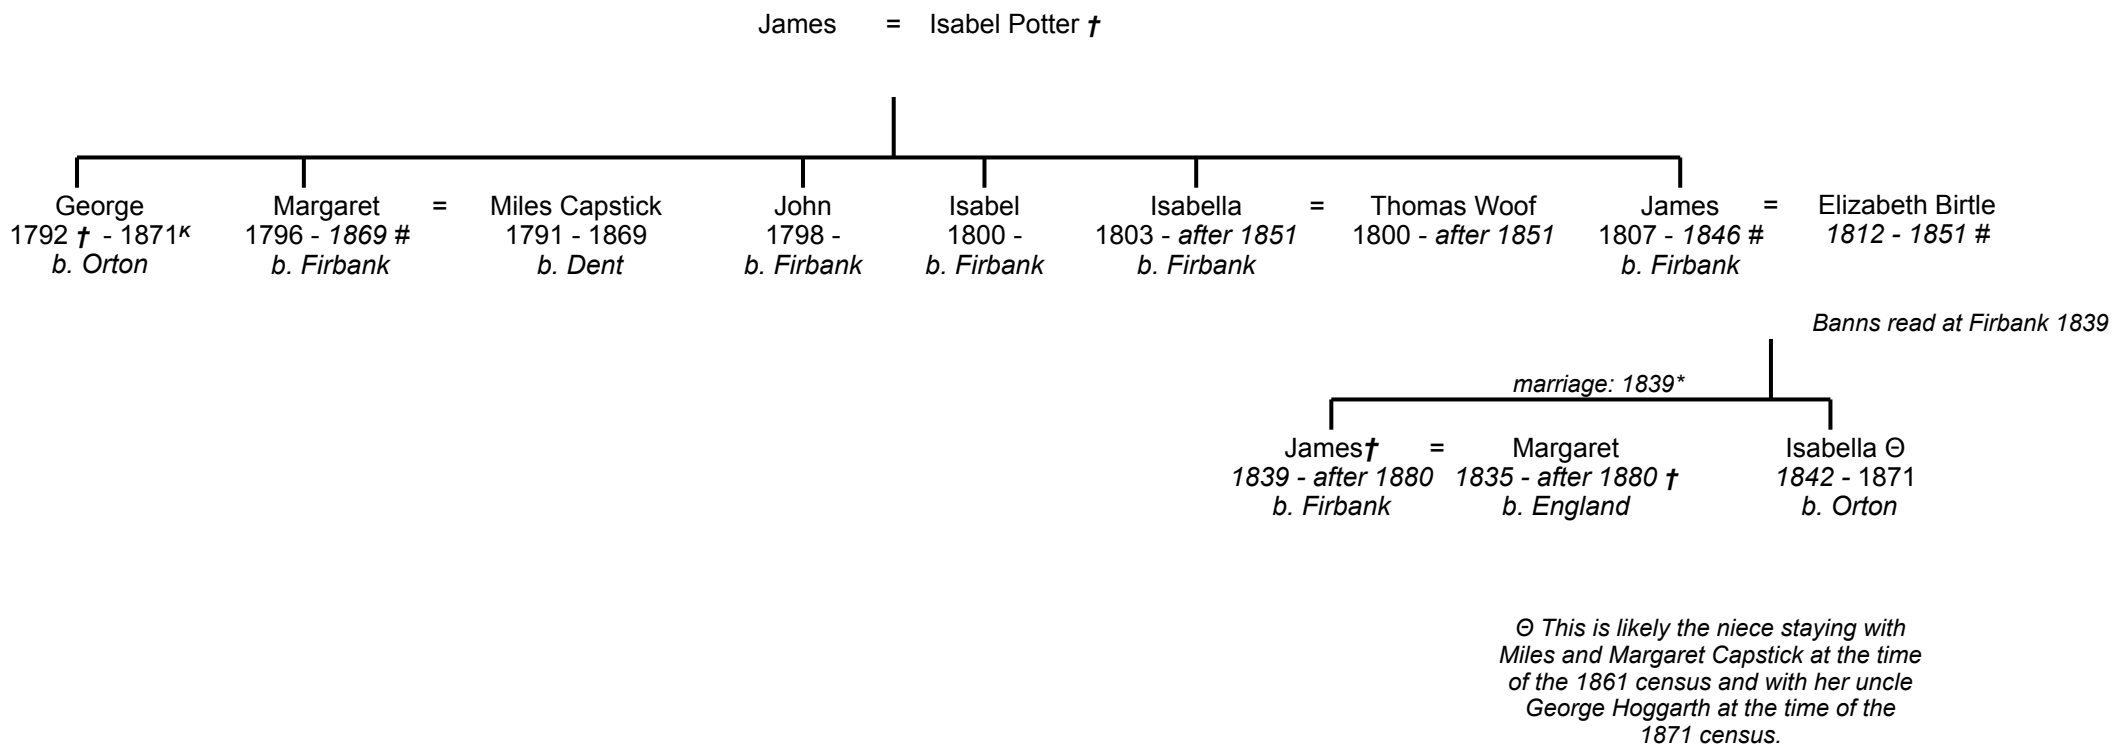 James = Isabel Potter †
George Margaret = Miles Capstick John Isabel Isabella = Thomas Woof James = Elizabeth Birtle
1792 † - 1871ᴷ 1796 - 1869 # 1791 - 1869 1798 - 1800 - 1803 - after 1851 1800 - after 1851 1807 - 1846 # 1812 - 1851 #
b. Orton b. Firbank b. Dent b. Firbank b. Firbank b. Firbank b. Firbank
Banns read at Firbank 1839
marriage: 1839*
James† = Margaret Isabella Θ
1839 - after 1880 1835 - after 1880 † 1842 - 1871
b. Firbank b. England b. Orton
Θ This is likely the niece staying with
Miles and Margaret Capstick at the time
of the 1861 census and with her uncle
George Hoggarth at the time of the
1871 census.